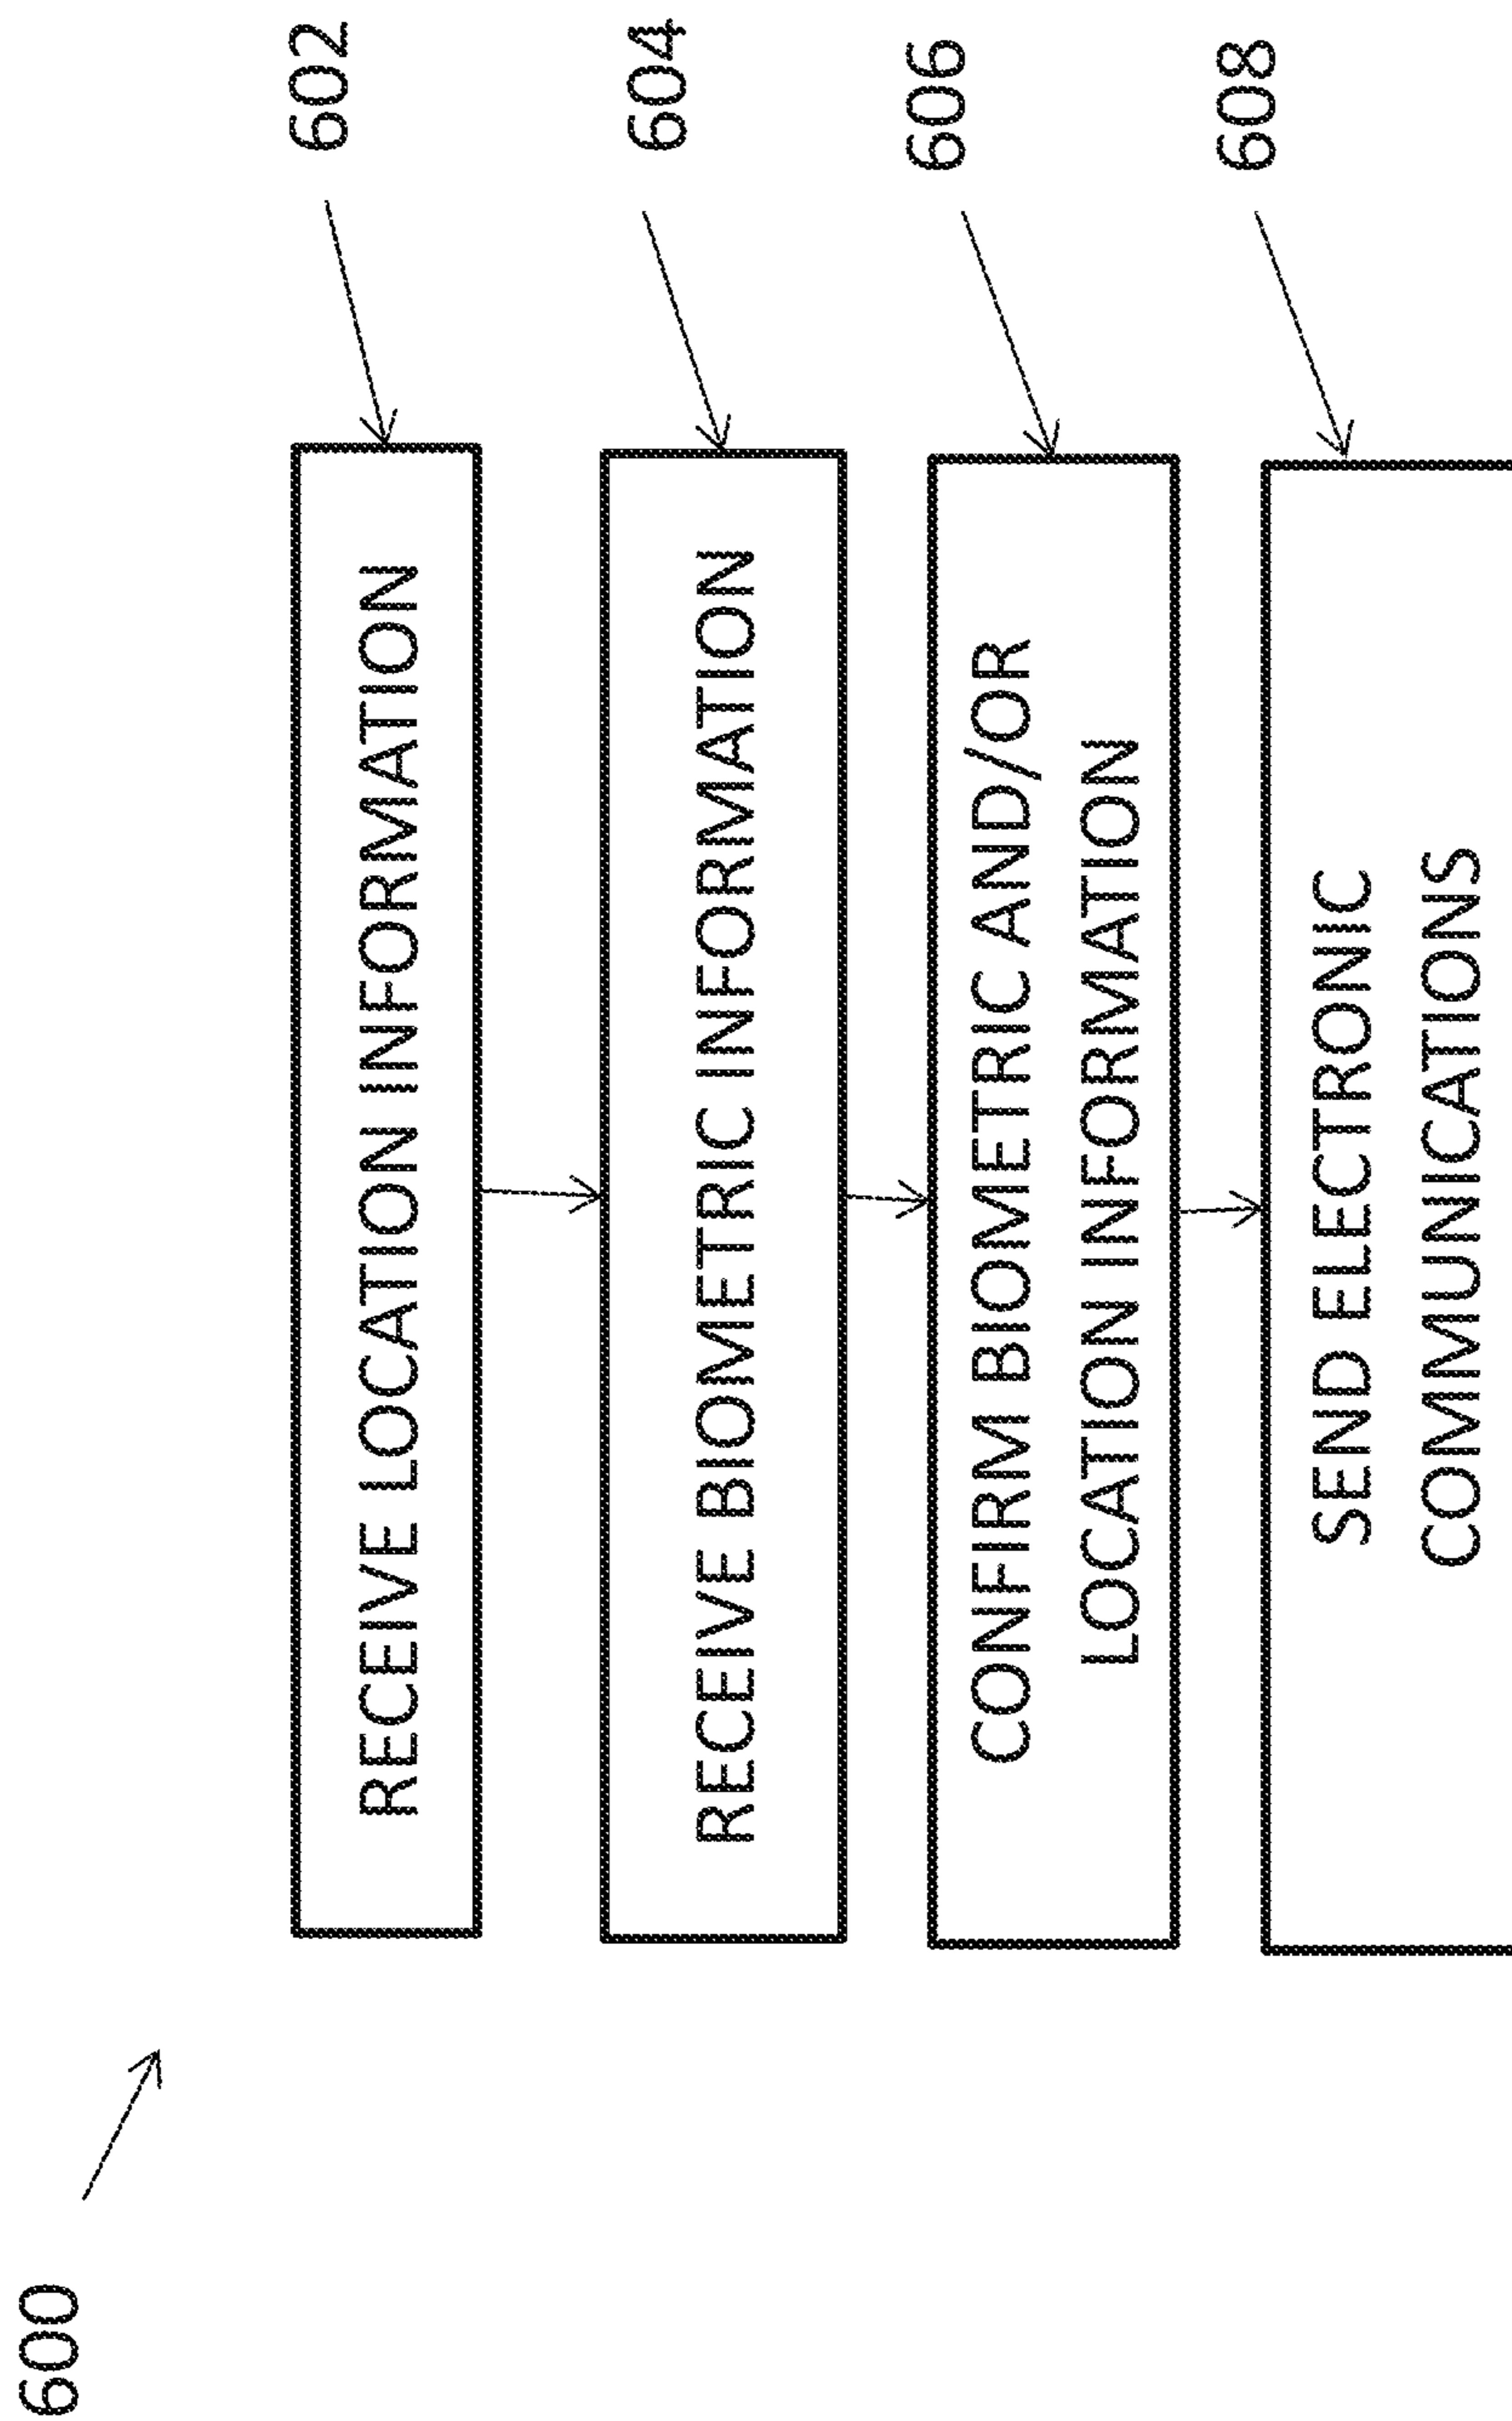 600
RECEIVE LOCATION INFORMATION
602
RECEIVE BIOMETRIC INFORMATION
604
CONFIRM BIOMETRIC AND/OR
LOCATION INFORMATION
606
SEND ELECTRONIC
COMMUNICATIONS
608